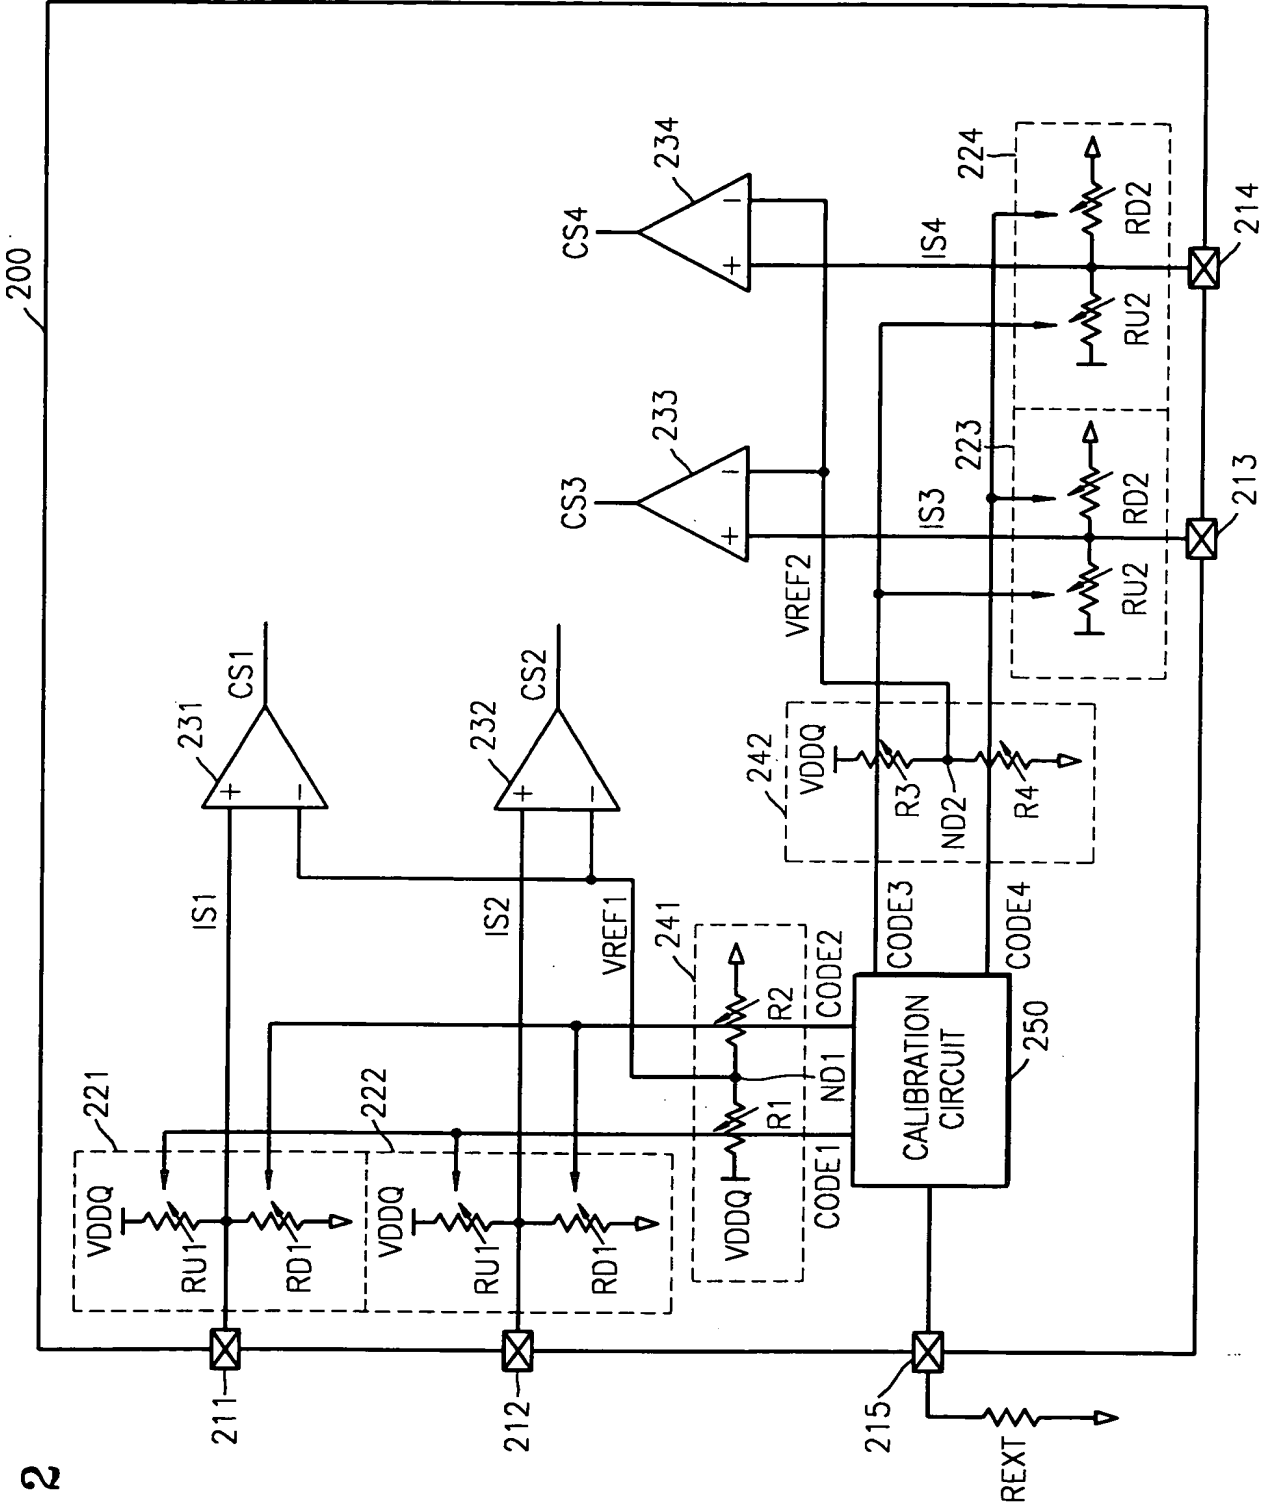 200
CS4
234
224
IS4
RD2
RU2
214
CS3
233
223
IS3
RD2
RU2
213
VREF2
CS1
231
CS2
232
242
VDDQ
R3
ND2
R4
IS1
IS2
VREF1
241
CODE2
CODE3
CODE4
R2
ND1
R1
VDDQ
CODE1
CALIBRATION
CIRCUIT
250
221
222
VDDQ
RU1
RD1
VDDQ
RU1
RD1
211
212
215
REXT
2
+
−
+
−
+
−
+
−